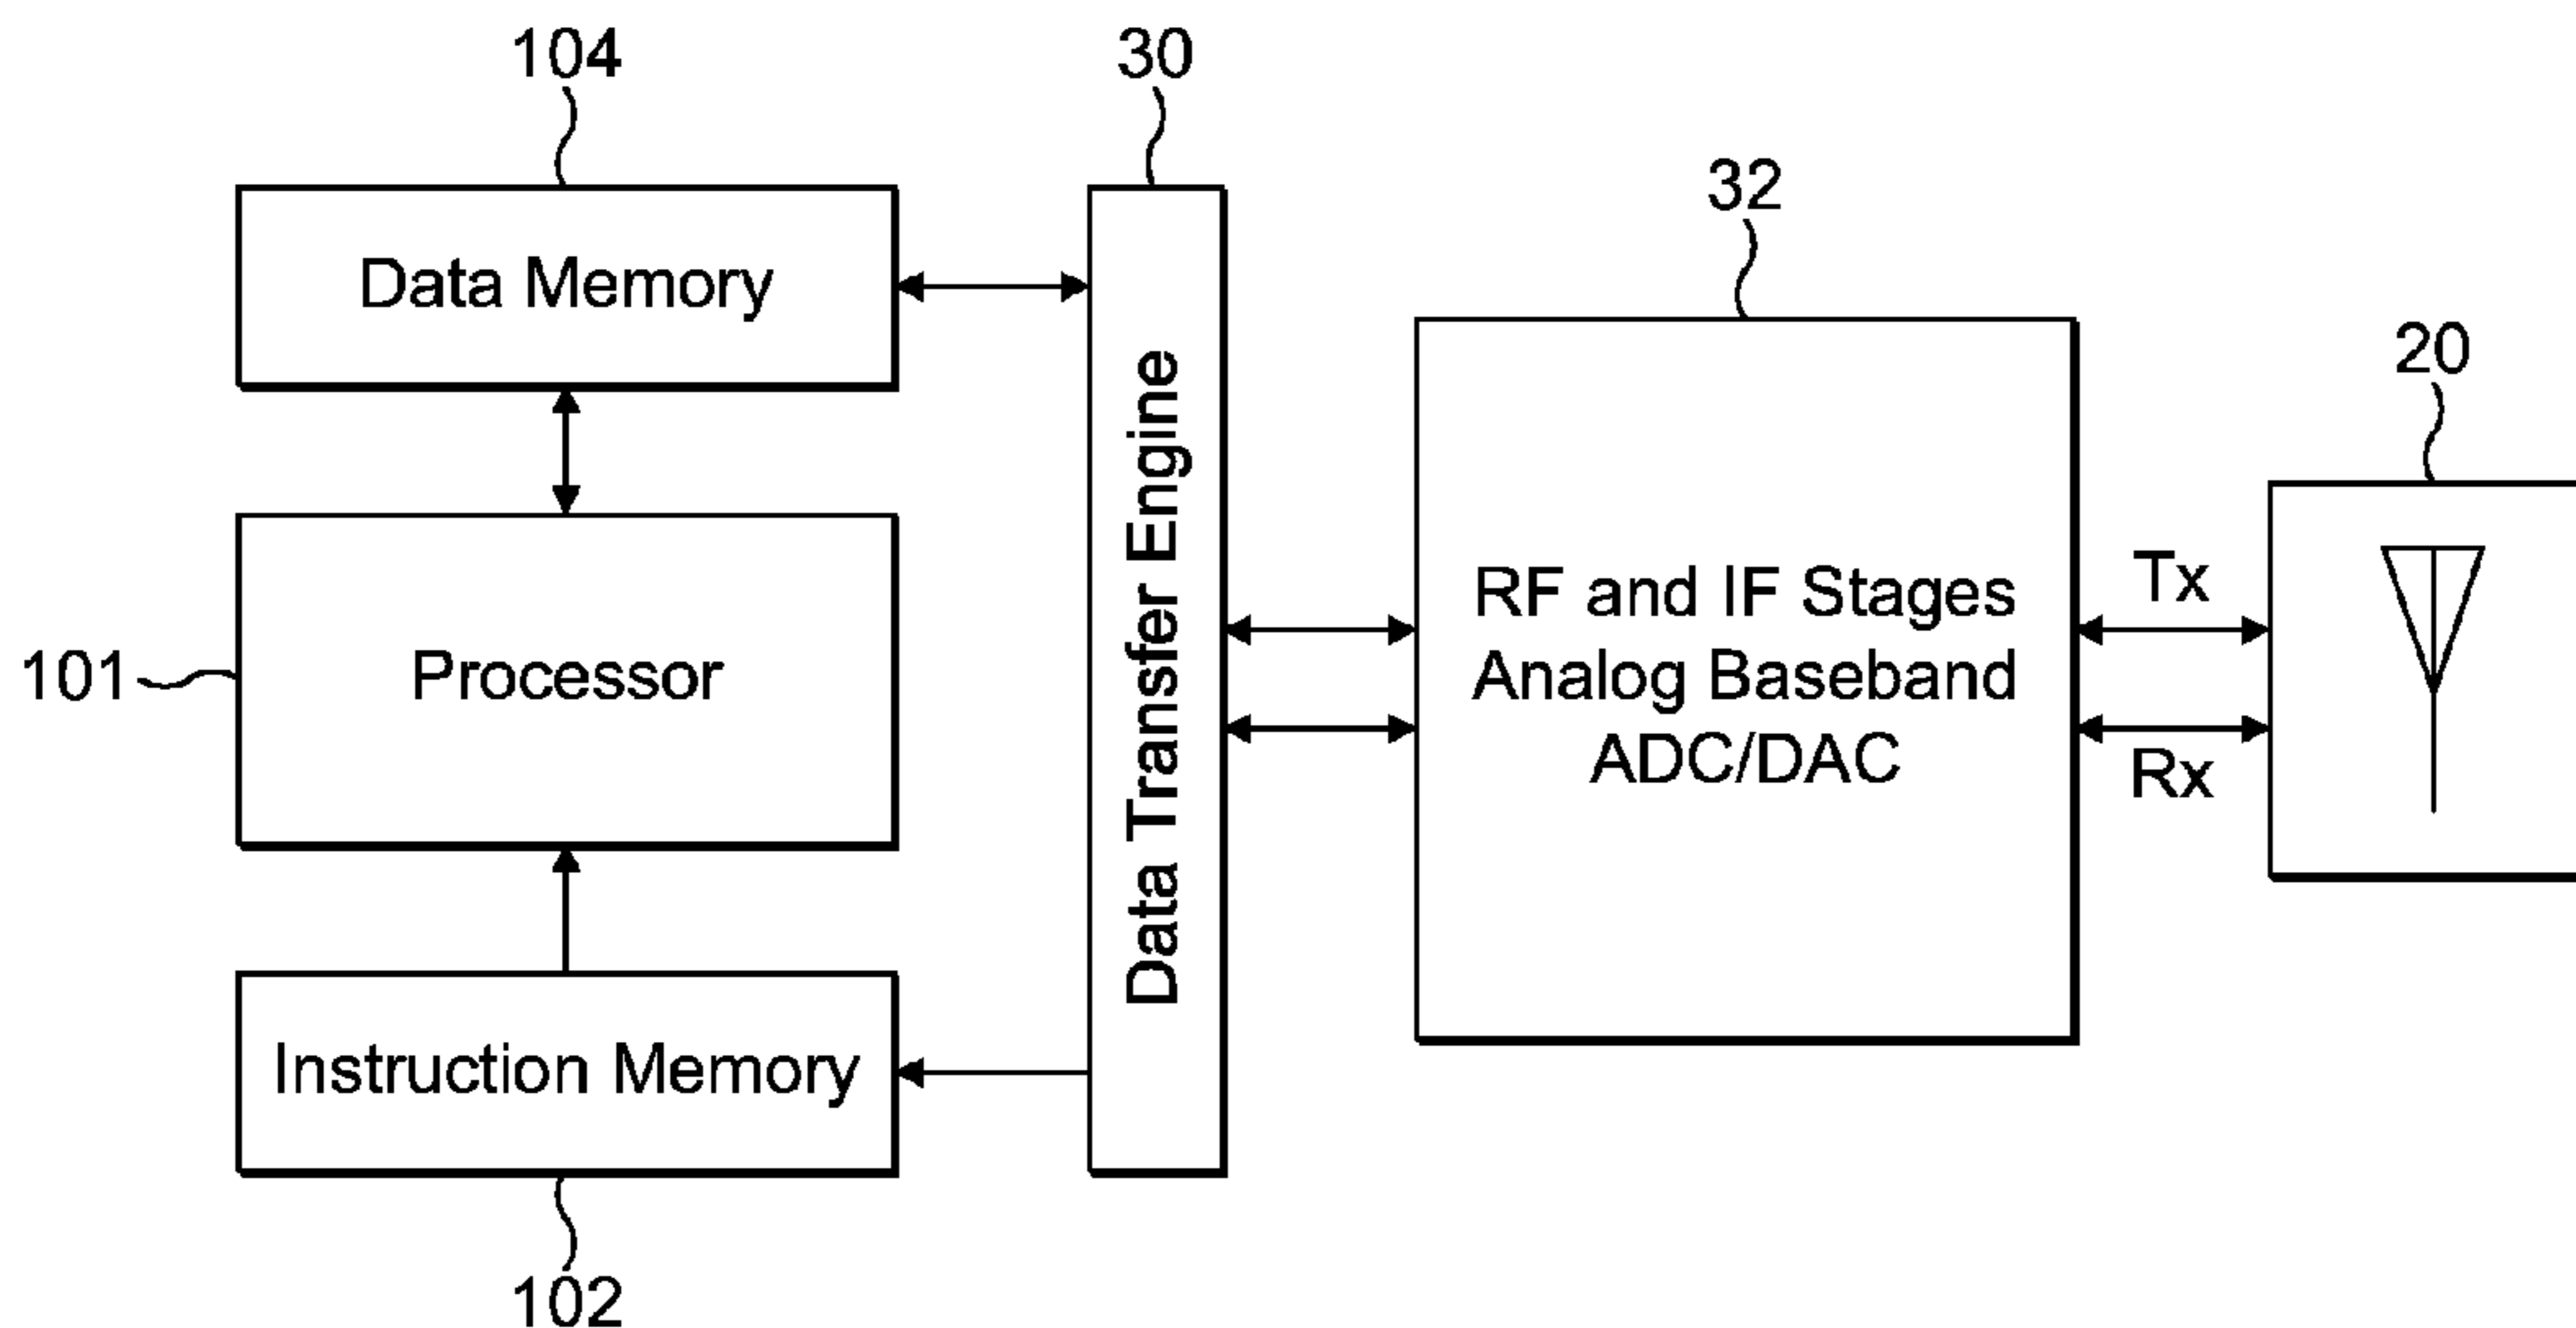 104
30
32
20
Data Memory
Data Transfer Engine
RF and IF Stages
Analog Baseband
ADC/DAC
Tx
Rx
101
Processor
Instruction Memory
102